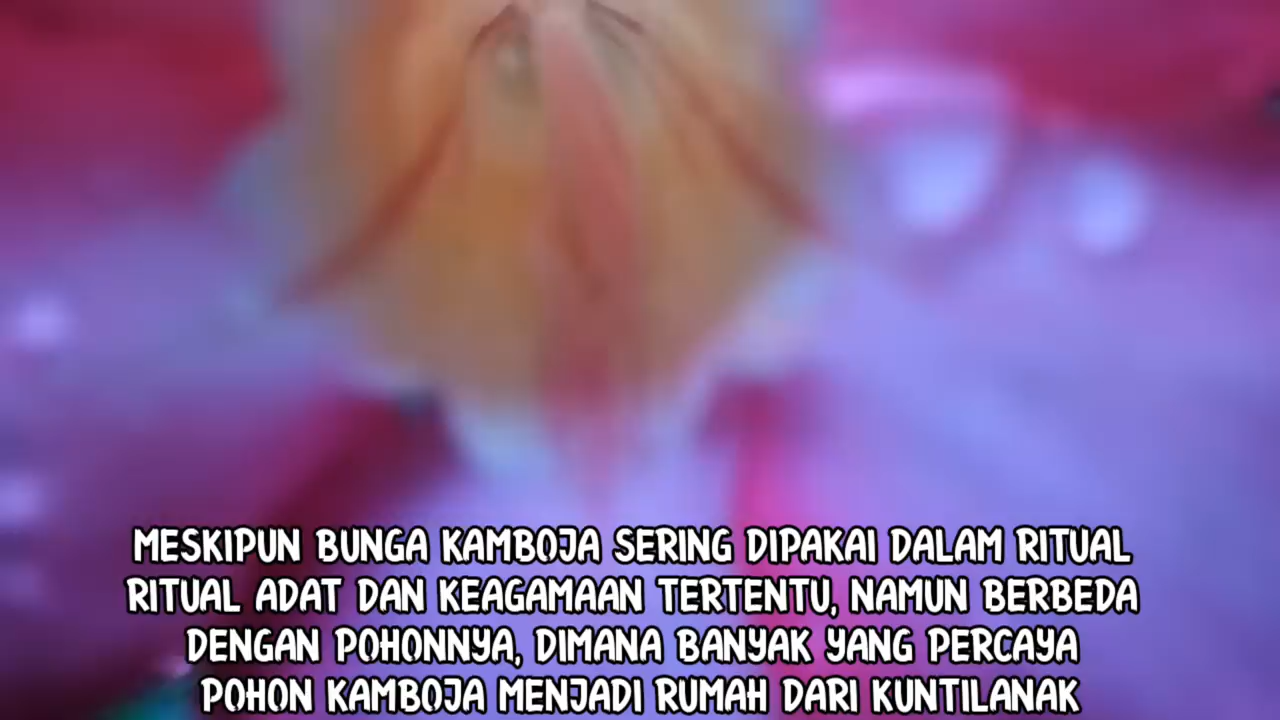 MESKIPUN BUNGA KAMBOJA SERING DIPAKAI DALAM RITUAL
RITUAL ADAT DAN KEAGAMAAN TERTENTU, NAMUN BERBEDA
DENGAN POHONNYA, DIMANA BANYAK YANG PERCAYA
POHON KAMBOJA MENJADI RUMAH DARI KUNTILANAK